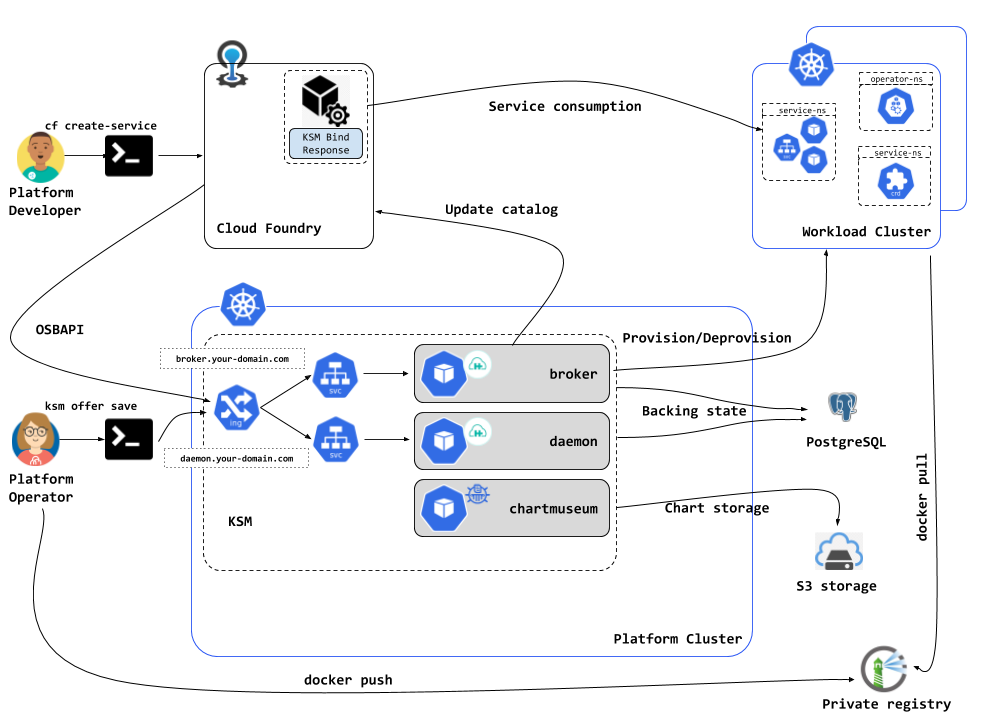 cf create-service
Platform
Developer
KSM Bind
Response
Cloud Foundry
Service consumption
operator-ns
service-ns
svc
service-ns
crd
Workload Cluster
Update catalog
OSBAPI
broker.your-domain.com
Provision/Deprovision
svc
broker
ksm offer save
ing
Backing state
PostgreSQL
svc
daemon
daemon.your-domain.com
Platform
Operator
KSM
chartmuseum
Chart storage
docker pull
S3 storage
Platform Cluster
docker push
Private registry